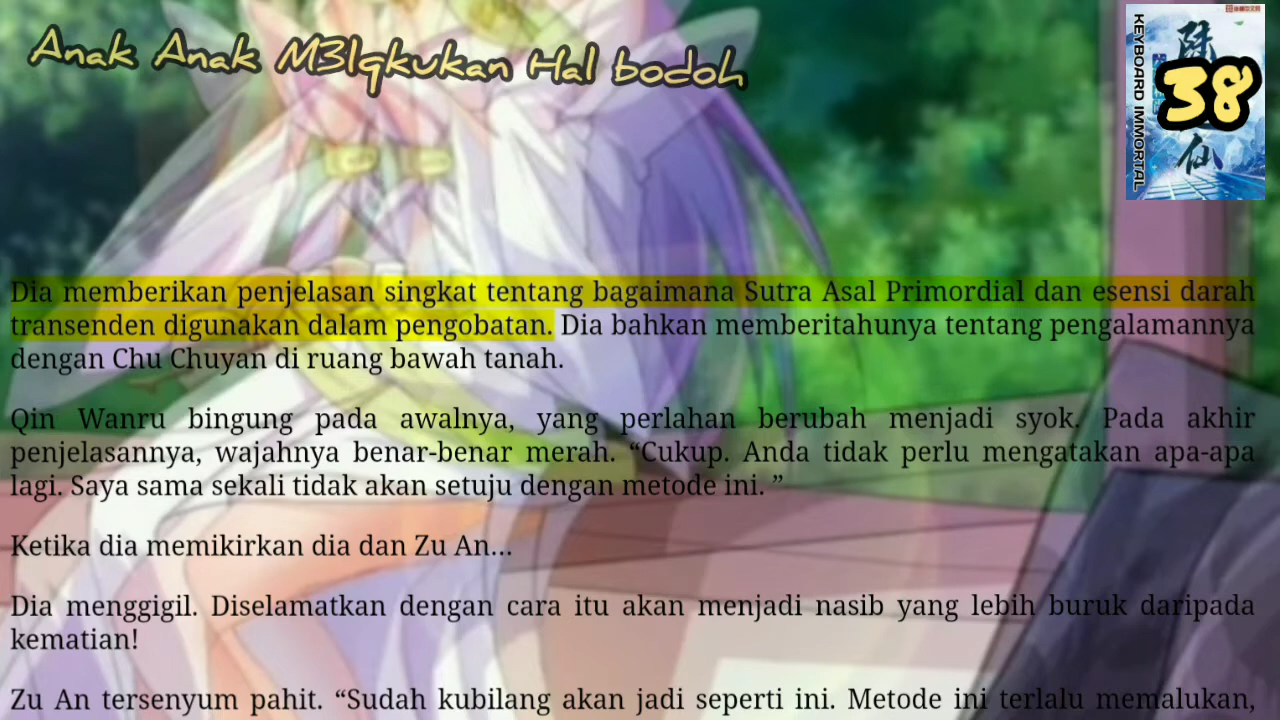 Anak Anak M3lqkukan Hal bodoh
KEYBOARD IMMORTAL
38
仙
Dia memberikan penjelasan singkat tentang bagaimana Sutra Asal Primordial dan esensi darah
transenden digunakan dalam pengobatan. Dia bahkan memberitahunya tentang pengalamannya
dengan Chu Chuyan di ruang bawah tanah.
Qin Wanru bingung pada awalnya, yang perlahan berubah menjadi syok. Pada akhir
penjelasannya, wajahnya benar-benar merah. “Cukup. Anda tidak perlu mengatakan apa-apa
lagi. Saya sama sekali tidak akan setuju dengan metode ini. ”
Ketika dia memikirkan dia dan Zu An...
Dia menggigil. Diselamatkan dengan cara itu akan menjadi nasib yang lebih buruk daripada
kematian!
Zu An tersenyum pahit. “Sudah kubilang akan jadi seperti ini. Metode ini terlalu memalukan,